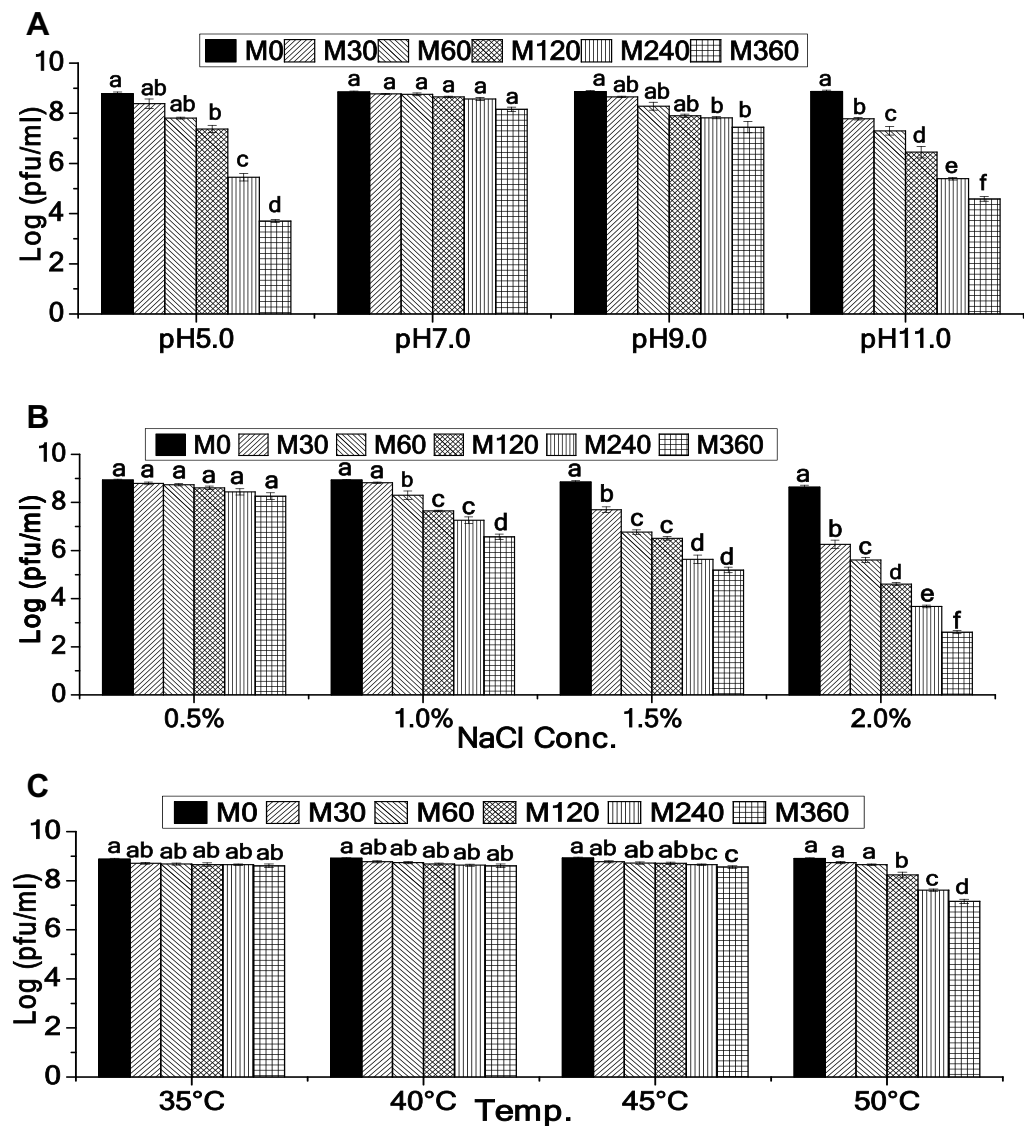 A
M0 M30 M60 M120 M240 M360
10
8
6
4
2
0
Log (pfu/ml)
a ab ab b c d
a a a a a a
a ab ab ab b b
a b c d e f
pH5.0 pH7.0 pH9.0 pH11.0
B
M0 M30 M60 M120 M240 M360
10
8
6
4
2
0
Log (pfu/ml)
a a a a a a
a a b c c d
a b c c d d
a b c d e f
0.5% 1.0% 1.5% 2.0%
NaCl Conc.
C
M0 M30 M60 M120 M240 M360
10
8
6
4
2
0
Log (pfu/ml)
a ab ab ab ab ab
a ab ab ab ab ab
a ab ab ab bc c
a a a b c d
35°C 40°C 45°C 50°C
Temp.